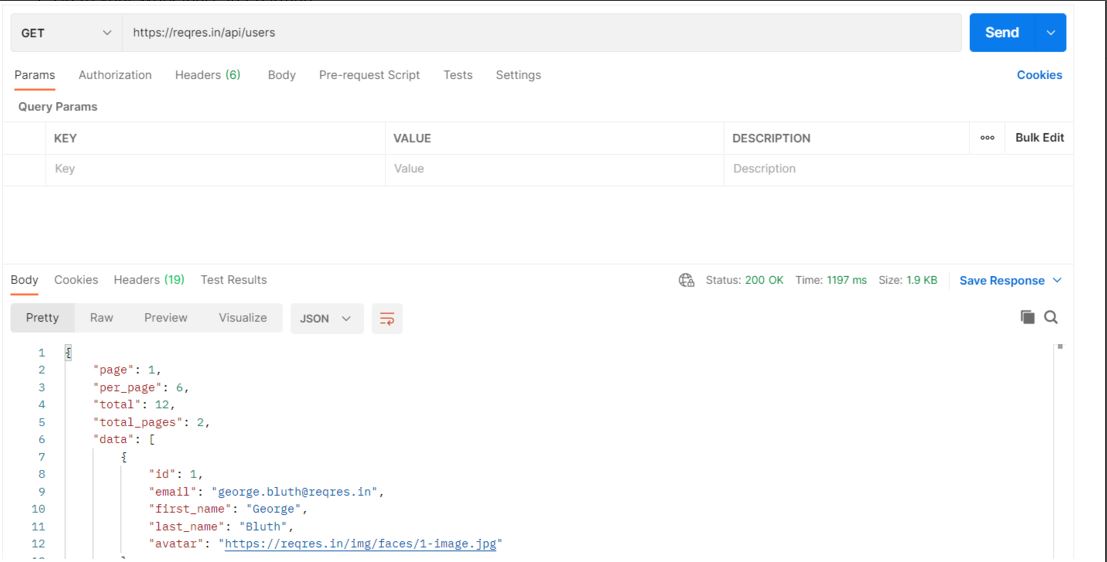 GET https://reqres.in/api/users Send
Params Authorization Headers (6) Body Pre-request Script Tests Settings Cookies
Query Params
KEY VALUE DESCRIPTION ooo Bulk Edit
Key Value Description
Body Cookies Headers (19) Test Results Status: 200 OK Time: 1197 ms Size: 1.9 KB Save Response
Pretty Raw Preview Visualize JSON
1 {
2 "page": 1,
3 "per_page": 6,
4 "total": 12,
5 "total_pages": 2,
6 "data": [
7 {
8 "id": 1,
9 "email": "george.bluth@reqres.in",
10 "first_name": "George",
11 "last_name": "Bluth",
12 "avatar": "https://reqres.in/img/faces/1-image.jpg"